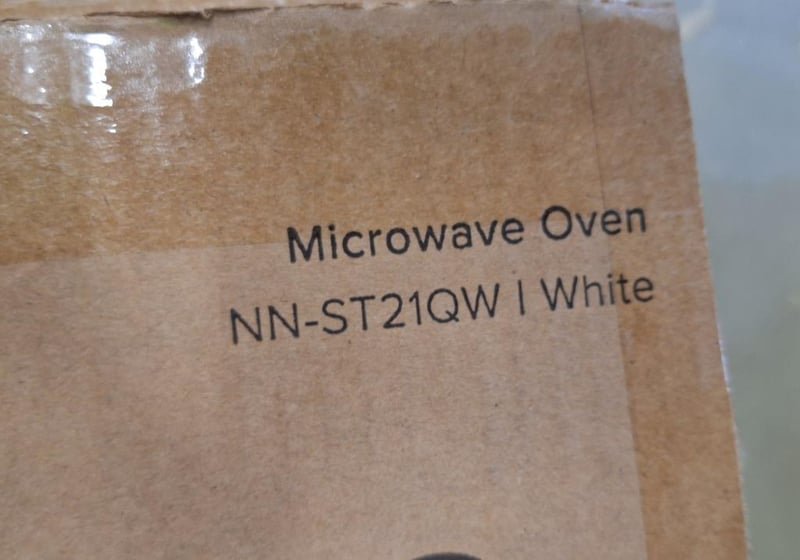 Microwave Oven
NN-ST21QW | White